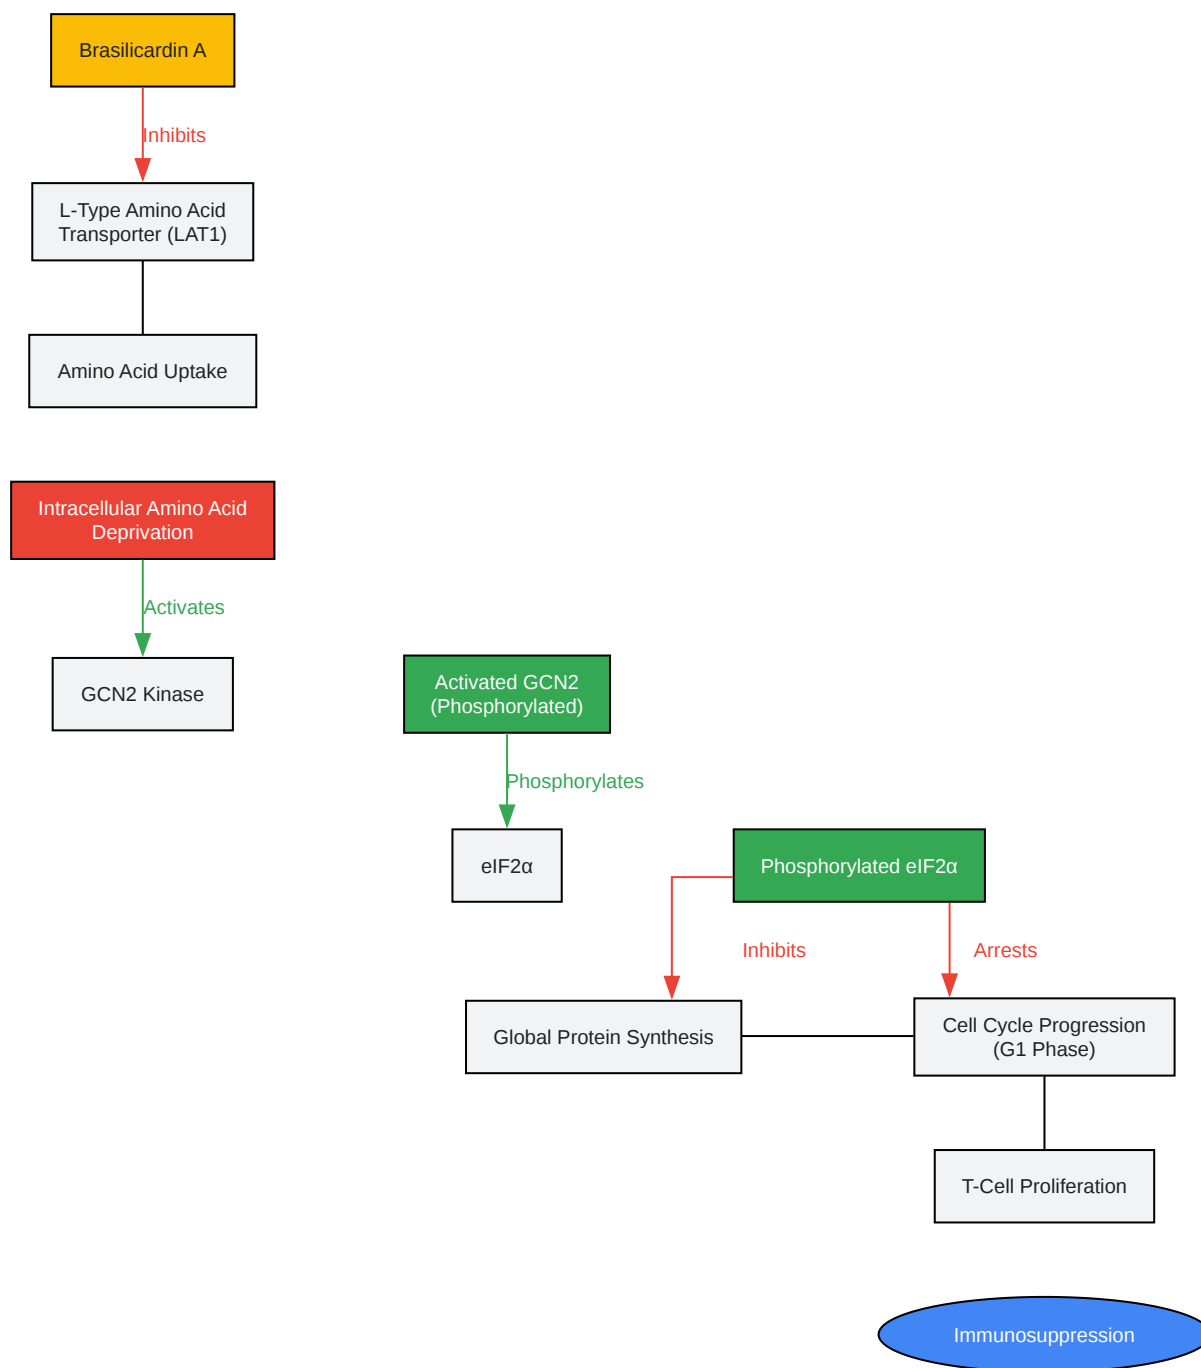 Brasilicardin A
Inhibits
L-Type Amino Acid
Transporter (LAT1)
Amino Acid Uptake
Intracellular Amino Acid
Deprivation
Activates
GCN2 Kinase
Activated GCN2
(Phosphorylated)
Phosphorylates
eIF2α
Phosphorylated eIF2α
Inhibits
Arrests
Global Protein Synthesis
Cell Cycle Progression
(G1 Phase)
T-Cell Proliferation
Immunosuppression